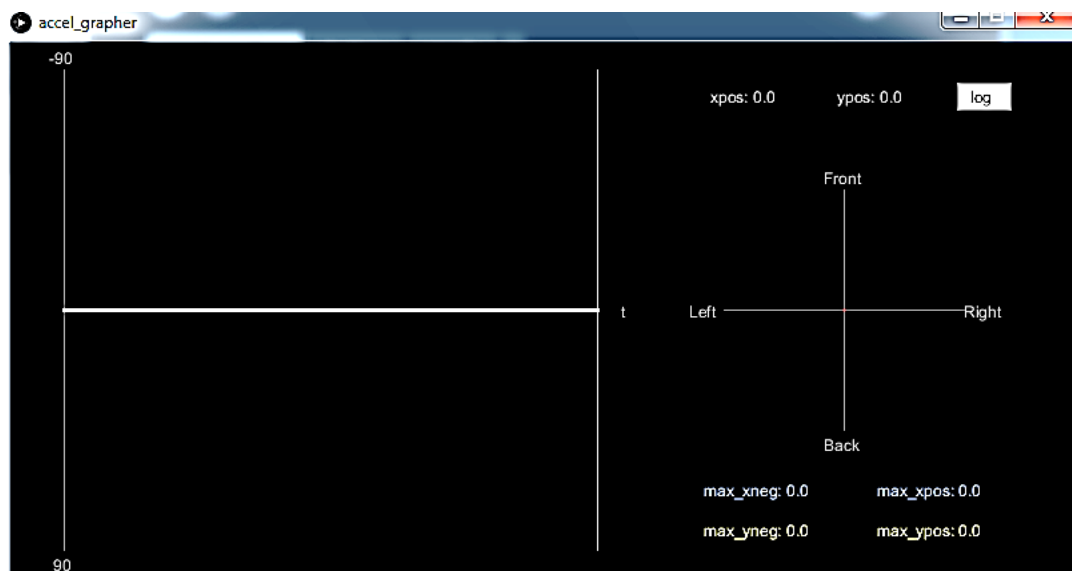 accel_grapher
-90
xpos: 0.0 ypos: 0.0 log
Front
t Left Right
Back
max_xneg: 0.0 max_xpos: 0.0
max_yneg: 0.0 max_ypos: 0.0
90